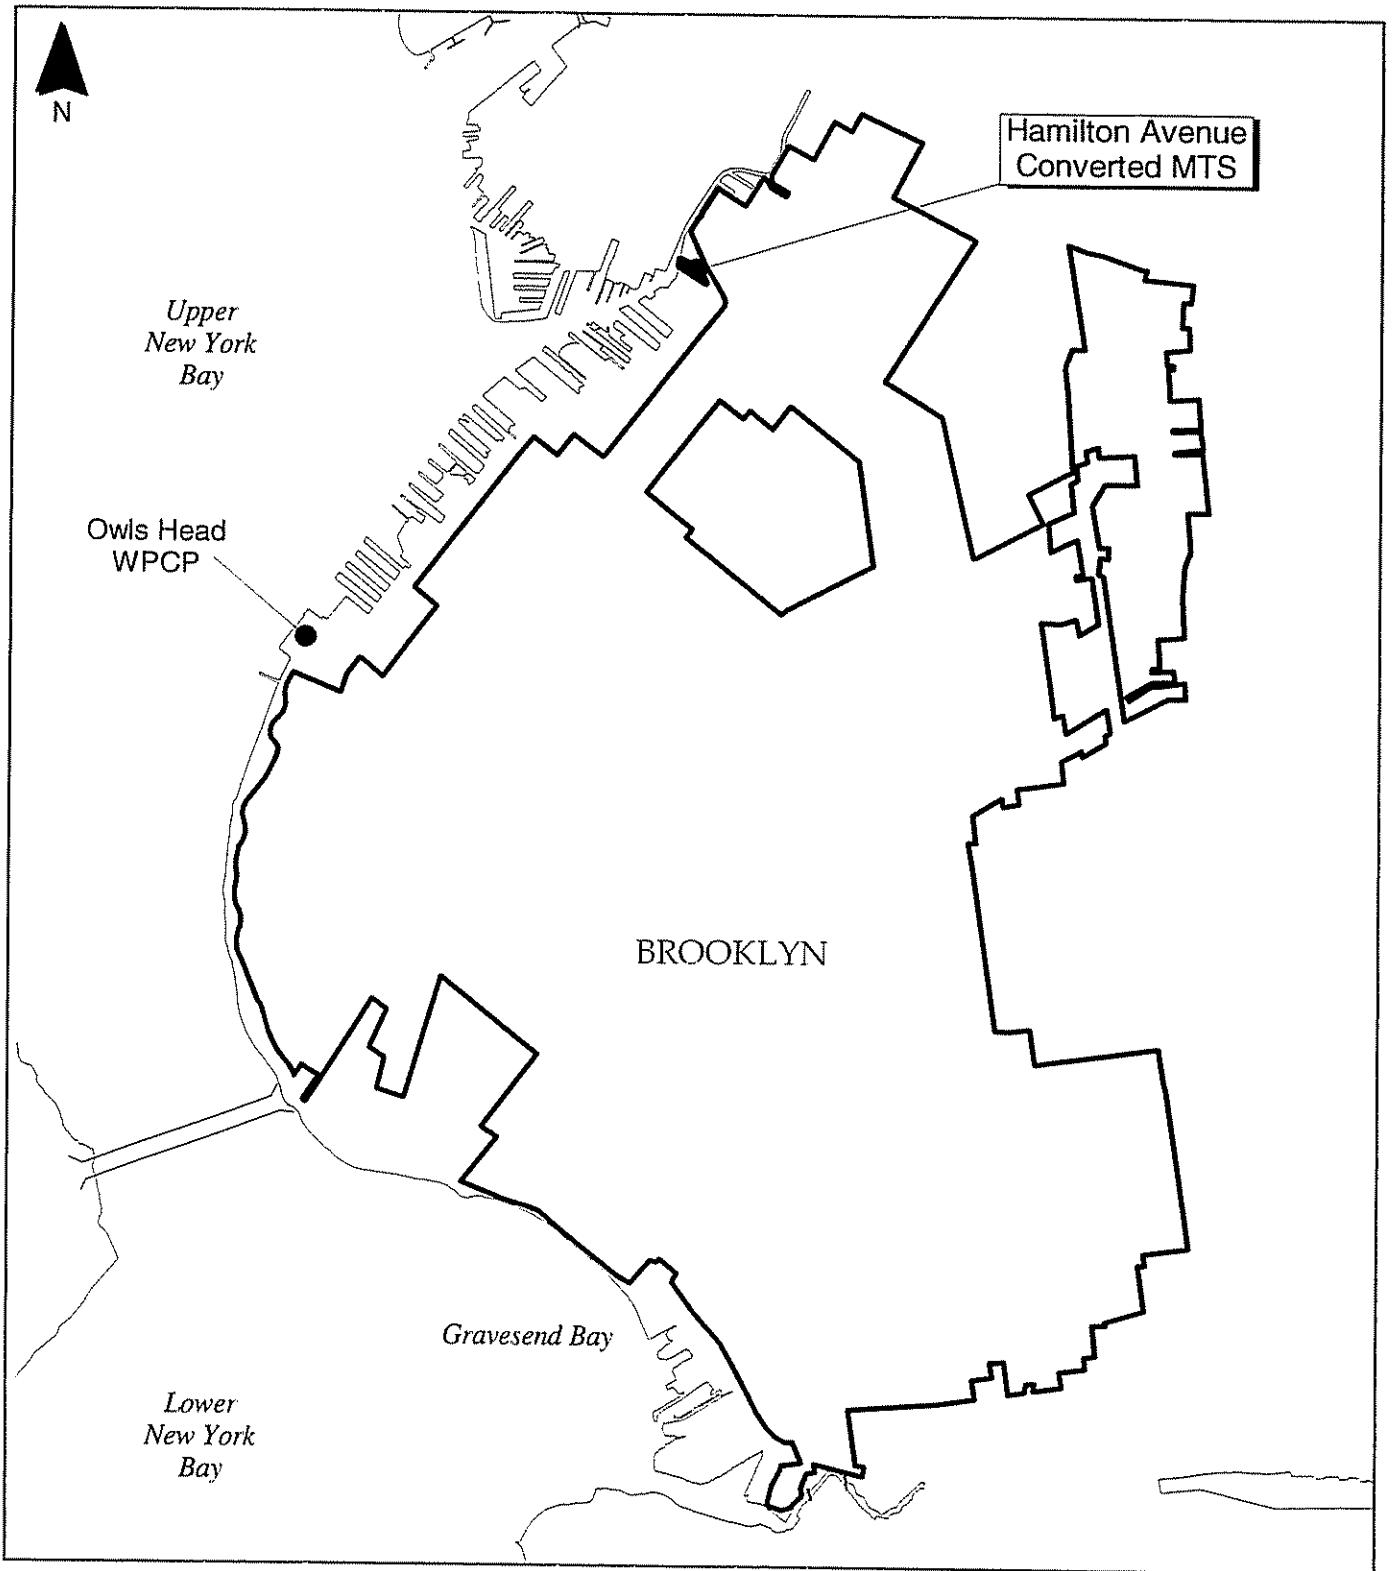 N
Hamilton Avenue
Converted MTS
Upper
New York
Bay
Owls Head
WPCP
BROOKLYN
Gravesend Bay
Lower
New York
Bay